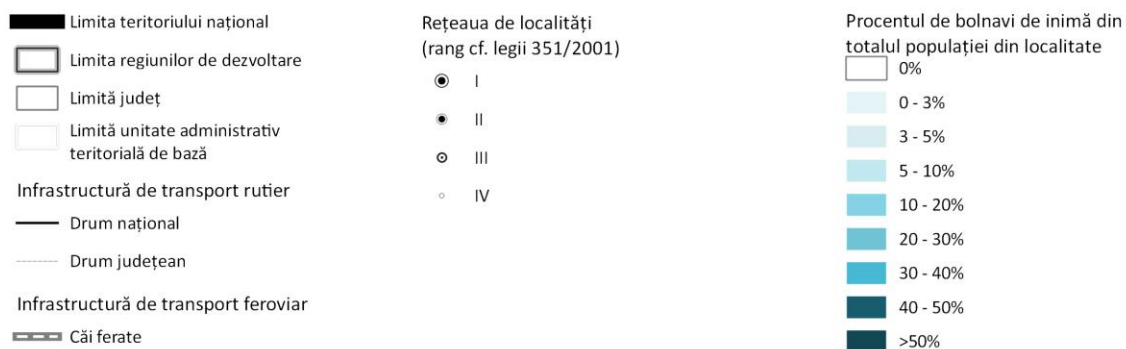 Limita teritoriului național
Limita regiunilor de dezvoltare
Limită județ
Limită unitate administrativ
teritorială de bază
Infrastructură de transport rutier
Drum național
Drum județean
Infrastructură de transport feroviar
Căi ferate
Rețeaua de localități
(rang cf. legii 351/2001)
I
II
III
IV
Procentul de bolnavi de inimă din
totalul populației din localitate
0%
0 - 3%
3 - 5%
5 - 10%
10 - 20%
20 - 30%
30 - 40%
40 - 50%
>50%